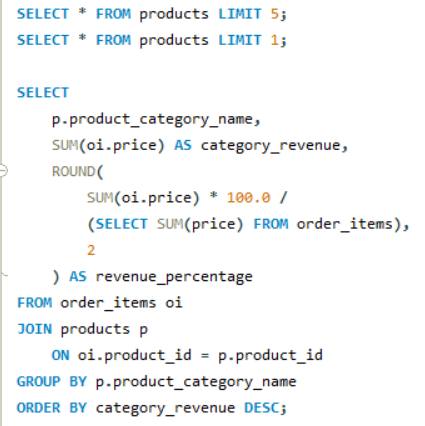 SELECT * FROM products LIMIT 5;
SELECT * FROM products LIMIT 1;
SELECT
p.product_category_name,
SUM(oi.price) AS category_revenue,
ROUND(
SUM(oi.price) * 100.0 /
(SELECT SUM(price) FROM order_items),
2
) AS revenue_percentage
FROM order_items oi
JOIN products p
ON oi.product_id = p.product_id
GROUP BY p.product_category_name
ORDER BY category_revenue DESC;